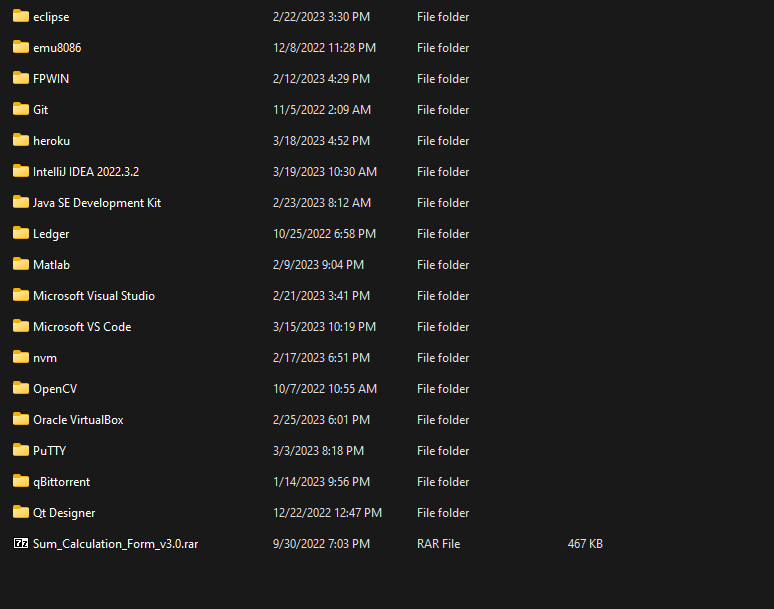 eclipse 2/22/2023 3:30 PM File folder
emu8086 12/8/2022 11:28 PM File folder
FPWIN 2/12/2023 4:29 PM File folder
Git 11/5/2022 2:09 AM File folder
heroku 3/18/2023 4:52 PM File folder
IntelliJ IDEA 2022.3.2 3/19/2023 10:30 AM File folder
Java SE Development Kit 2/23/2023 8:12 AM File folder
Ledger 10/25/2022 6:58 PM File folder
Matlab 2/9/2023 9:04 PM File folder
Microsoft Visual Studio 2/21/2023 3:41 PM File folder
Microsoft VS Code 3/15/2023 10:19 PM File folder
nvm 2/17/2023 6:51 PM File folder
OpenCV 10/7/2022 10:55 AM File folder
Oracle VirtualBox 2/25/2023 6:01 PM File folder
PuTTY 3/3/2023 8:18 PM File folder
qBittorrent 1/14/2023 9:56 PM File folder
Qt Designer 12/22/2022 12:47 PM File folder
7z Sum_Calculation_Form_v3.0.rar 9/30/2022 7:03 PM RAR File 467 KB